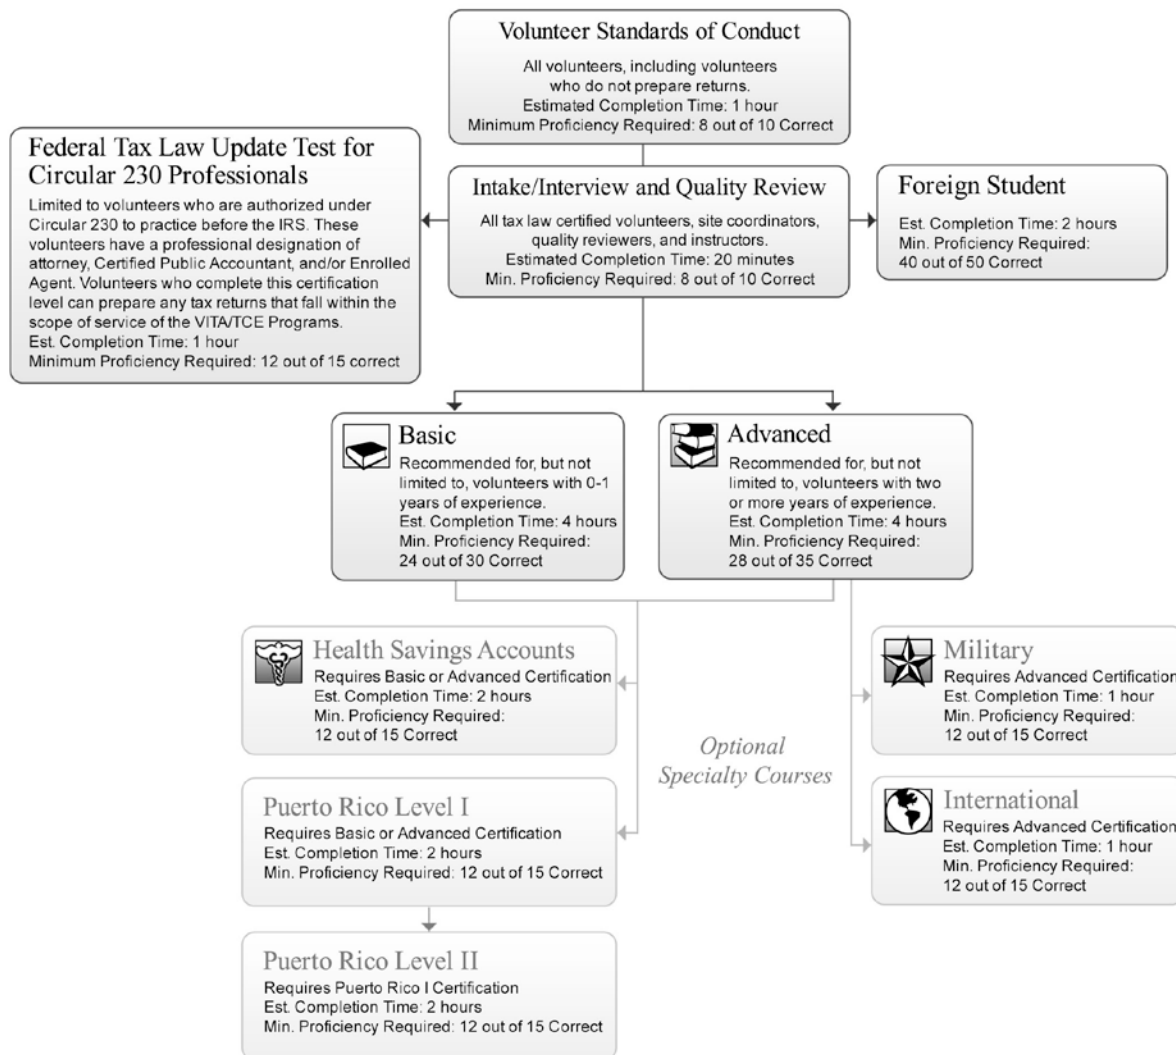 Volunteer Standards of Conduct
All volunteers, including volunteers
who do not prepare returns.
Estimated Completion Time: 1 hour
Minimum Proficiency Required: 8 out of 10 Correct
Federal Tax Law Update Test for
Circular 230 Professionals
Limited to volunteers who are authorized under
Circular 230 to practice before the IRS. These
volunteers have a professional designation of
attorney, Certified Public Accountant, and/or Enrolled
Agent. Volunteers who complete this certification
level can prepare any tax returns that fall within the
scope of service of the VITA/TCE Programs.
Est. Completion Time: 1 hour
Minimum Proficiency Required: 12 out of 15 correct
Intake/Interview and Quality Review
All tax law certified volunteers, site coordinators,
quality reviewers, and instructors.
Estimated Completion Time: 20 minutes
Min. Proficiency Required: 8 out of 10 Correct
Foreign Student
Est. Completion Time: 2 hours
Min. Proficiency Required:
40 out of 50 Correct
Basic
Recommended for, but not
limited to, volunteers with 0-1
years of experience.
Est. Completion Time: 4 hours
Min. Proficiency Required:
24 out of 30 Correct
Advanced
Recommended for, but not
limited to, volunteers with two
or more years of experience.
Est. Completion Time: 4 hours
Min. Proficiency Required:
28 out of 35 Correct
Health Savings Accounts
Requires Basic or Advanced Certification
Est. Completion Time: 2 hours
Min. Proficiency Required:
12 out of 15 Correct
Military
Requires Advanced Certification
Est. Completion Time: 1 hour
Min. Proficiency Required:
12 out of 15 Correct
Optional
Specialty Courses
Puerto Rico Level I
Requires Basic or Advanced Certification
Est. Completion Time: 2 hours
Min. Proficiency Required: 12 out of 15 Correct
International
Requires Advanced Certification
Est. Completion Time: 1 hour
Min. Proficiency Required:
12 out of 15 Correct
Puerto Rico Level II
Requires Puerto Rico I Certification
Est. Completion Time: 2 hours
Min. Proficiency Required: 12 out of 15 Correct